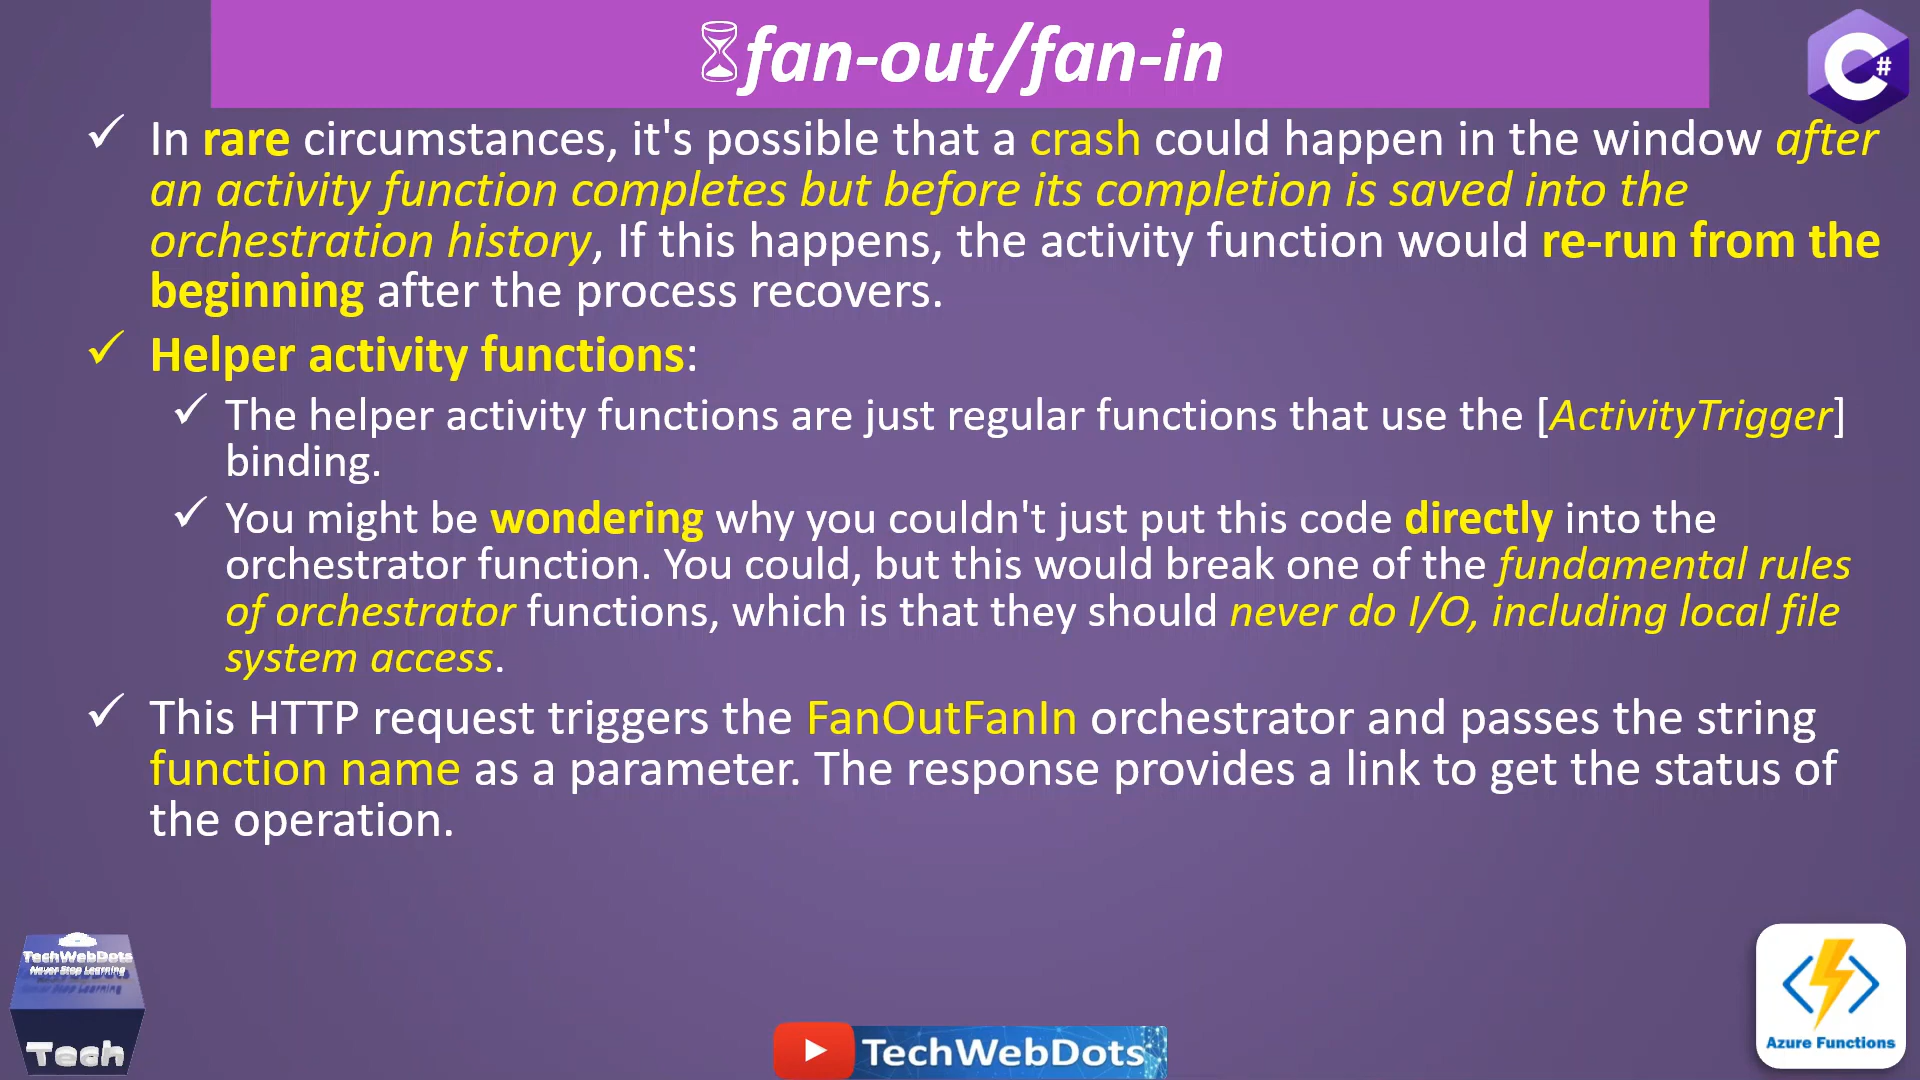 ⏳fan-out/fan-in
C#
✓ In rare circumstances, it's possible that a crash could happen in the window after
an activity function completes but before its completion is saved into the
orchestration history, If this happens, the activity function would re-run from the
beginning after the process recovers.
✓ Helper activity functions:
✓ The helper activity functions are just regular functions that use the [ActivityTrigger]
binding.
✓ You might be wondering why you couldn't just put this code directly into the
orchestrator function. You could, but this would break one of the fundamental rules
of orchestrator functions, which is that they should never do I/O, including local file
system access.
✓ This HTTP request triggers the FanOutFanIn orchestrator and passes the string
function name as a parameter. The response provides a link to get the status of
the operation.
TechWebDots
Never Stop Learning
Tech
TechWebDots
Azure Functions